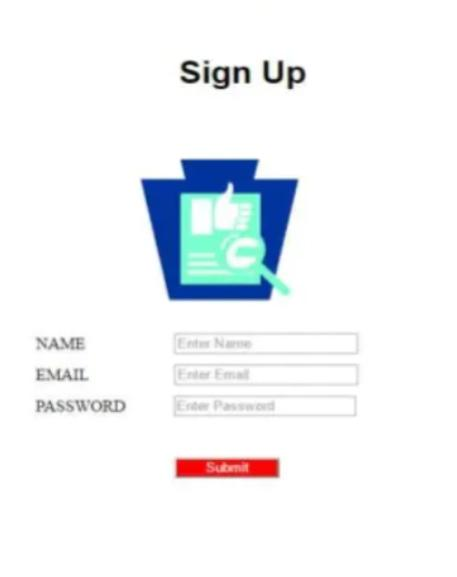 Sign Up
NAME Enter Name
EMAIL Enter Email
PASSWORD Enter Password
Submit